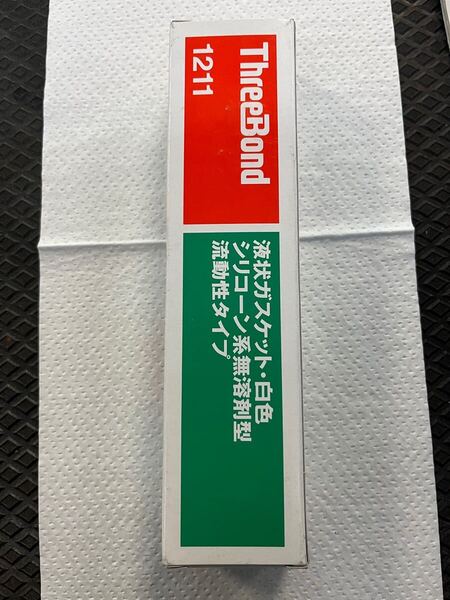 ThreeBond
1211
液状ガスケット・白色
シリコーン系無溶剤型
流動性タイプ